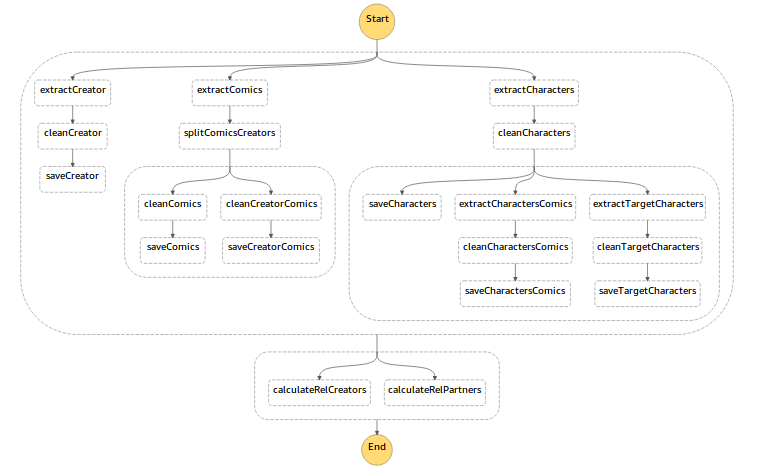 Start
extractCreator
extractComics
extractCharacters
cleanCreator
splitComicsCreators
cleanCharacters
saveCreator
cleanComics
cleanCreatorComics
saveCharacters
extractCharactersComics
extractTargetCharacters
saveComics
saveCreatorComics
cleanCharactersComics
cleanTargetCharacters
saveCharactersComics
saveTargetCharacters
calculateRelCreators
calculateRelPartners
End